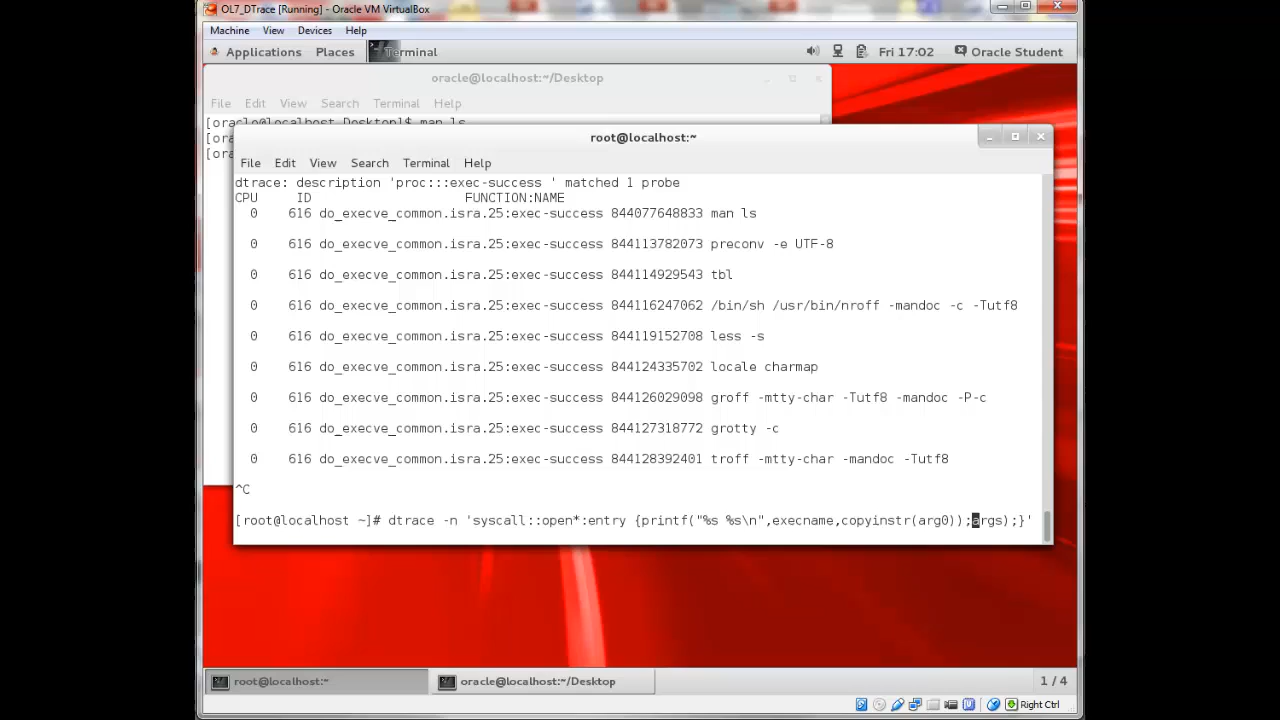 OL7_DTrace [Running] - Oracle VM VirtualBox
Machine View Devices Help
Applications Places Terminal Fri 17:02 Oracle Student
oracle@localhost:~/Desktop
File Edit View Search Terminal Help
[oracle@localhost Desktop]$ man ls
[ora
[ora
root@localhost:~
File Edit View Search Terminal Help
dtrace: description 'proc:::exec-success ' matched 1 probe
CPU ID FUNCTION:NAME
0 616 do_execve_common.isra.25:exec-success 844077648833 man ls
0 616 do_execve_common.isra.25:exec-success 844113782073 preconv -e UTF-8
0 616 do_execve_common.isra.25:exec-success 844114929543 tbl
0 616 do_execve_common.isra.25:exec-success 844116247062 /bin/sh /usr/bin/nroff -mandoc -c -Tutf8
0 616 do_execve_common.isra.25:exec-success 844119152708 less -s
0 616 do_execve_common.isra.25:exec-success 844124335702 locale charmap
0 616 do_execve_common.isra.25:exec-success 844126029098 groff -mtty-char -Tutf8 -mandoc -P-c
0 616 do_execve_common.isra.25:exec-success 844127318772 grotty -c
0 616 do_execve_common.isra.25:exec-success 844128392401 troff -mtty-char -mandoc -Tutf8
^C
[root@localhost ~]# dtrace -n 'syscall::open*:entry {printf("%s %s\n",execname,copyinstr(arg0));args);}'
root@localhost:~ oracle@localhost:~/Desktop 1 / 4
Right Ctrl